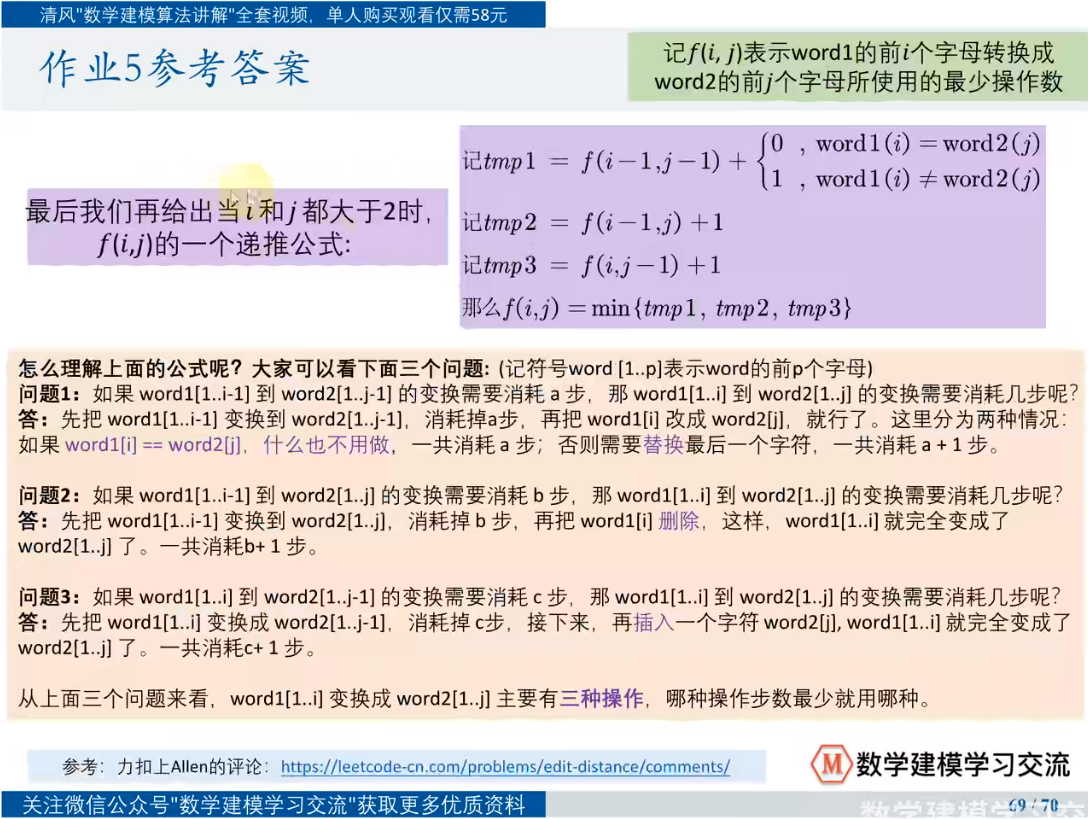 清风"数学建模算法讲解"全套视频，单人购买观看仅需58元
作业5参考答案
记f(i, j)表示word1的前i个字母转换成
word2的前j个字母所使用的最少操作数
最后我们再给出当i和j都大于2时，
f(i,j)的一个递推公式:
记tmp1 = f(i−1,j−1) + {0 , word1(i) = word2(j)
1 , word1(i) ≠ word2(j)
记tmp2 = f(i−1,j) +1
记tmp3 = f(i,j−1) +1
那么f(i,j) = min{tmp1, tmp2, tmp3}
怎么理解上面的公式呢？大家可以看下面三个问题: (记符号word [1..p]表示word的前p个字母)
问题1：如果 word1[1..i-1] 到 word2[1..j-1] 的变换需要消耗 a 步，那 word1[1..i] 到 word2[1..j] 的变换需要消耗几步呢？
答：先把 word1[1..i-1] 变换到 word2[1..j-1]，消耗掉a步，再把 word1[i] 改成 word2[j]，就行了。这里分为两种情况：
如果 word1[i] == word2[j]，什么也不用做，一共消耗 a 步；否则需要替换最后一个字符，一共消耗 a + 1 步。
问题2：如果 word1[1..i-1] 到 word2[1..j] 的变换需要消耗 b 步，那 word1[1..i] 到 word2[1..j] 的变换需要消耗几步呢？
答：先把 word1[1..i-1] 变换到 word2[1..j]，消耗掉 b 步，再把 word1[i] 删除，这样，word1[1..i] 就完全变成了
word2[1..j] 了。一共消耗b+ 1 步。
问题3：如果 word1[1..i] 到 word2[1..j-1] 的变换需要消耗 c 步，那 word1[1..i] 到 word2[1..j] 的变换需要消耗几步呢？
答：先把 word1[1..i] 变换成 word2[1..j-1]，消耗掉 c步，接下来，再插入一个字符 word2[j], word1[1..i] 就完全变成了
word2[1..j] 了。一共消耗c+ 1 步。
从上面三个问题来看，word1[1..i] 变换成 word2[1..j] 主要有三种操作，哪种操作步数最少就用哪种。
参考：力扣上Allen的评论：https://leetcode-cn.com/problems/edit-distance/comments/
M 数学建模学习交流
关注微信公众号"数学建模学习交流"获取更多优质资料
数学建模学习交
69 / 70